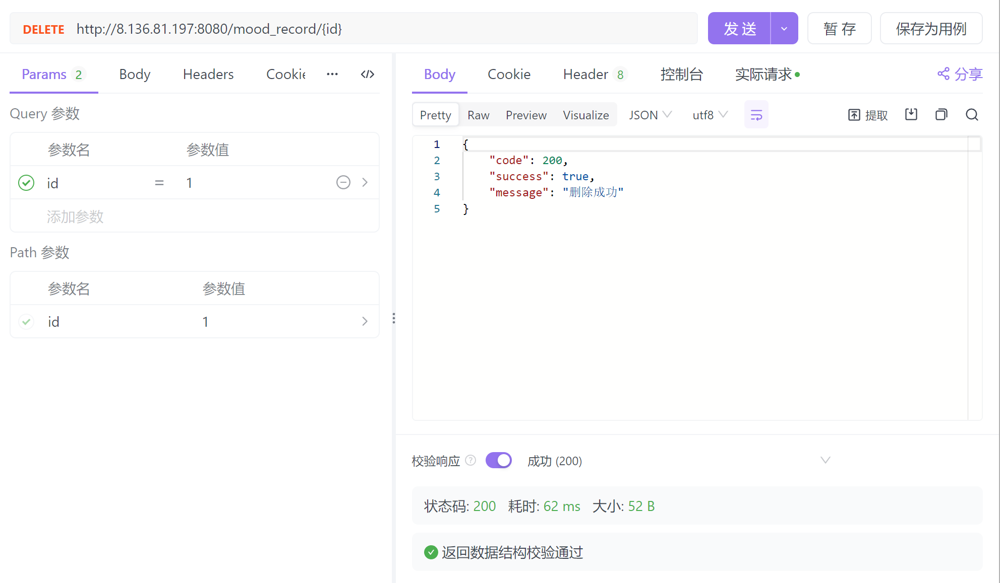 DELETE http://8.136.81.197:8080/mood_record/{id} 发 送 暂 存 保存为用例
Params 2 Body Headers Cookie ··· </>
Query 参数
参数名 参数值
id = 1
添加参数
Path 参数
参数名 参数值
id 1
Body Cookie Header 8 控制台 实际请求 分享
Pretty Raw Preview Visualize JSON utf8 提取
1 {
2 "code": 200,
3 "success": true,
4 "message": "删除成功"
5 }
校验响应 ? 成功 (200)
状态码: 200 耗时: 62 ms 大小: 52 B
返回数据结构校验通过